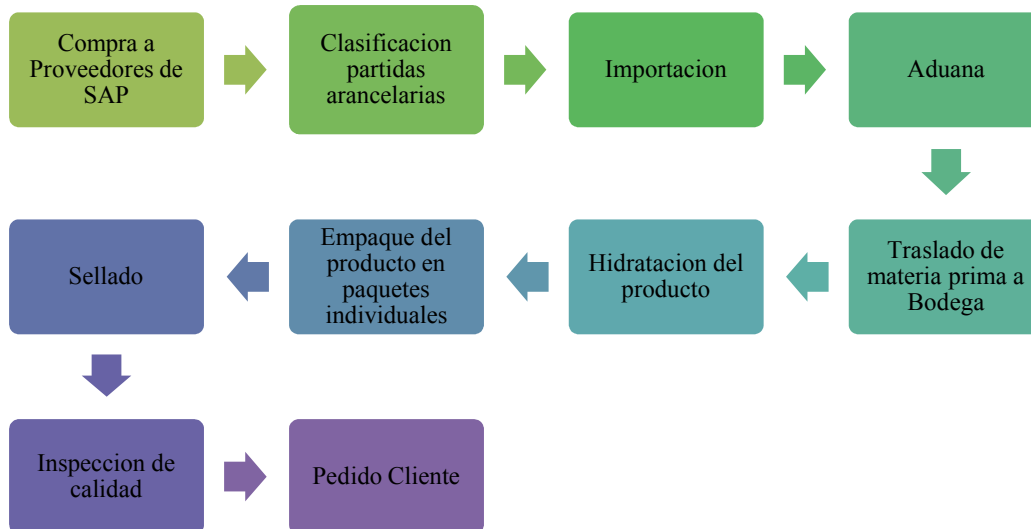 Compra a
Proveedores de
SAP
Clasificacion
partidas
arancelarias
Importacion
Aduana
Traslado de
materia prima a
Bodega
Hidratacion del
producto
Empaque del
producto en
paquetes
individuales
Sellado
Inspeccion de
calidad
Pedido Cliente